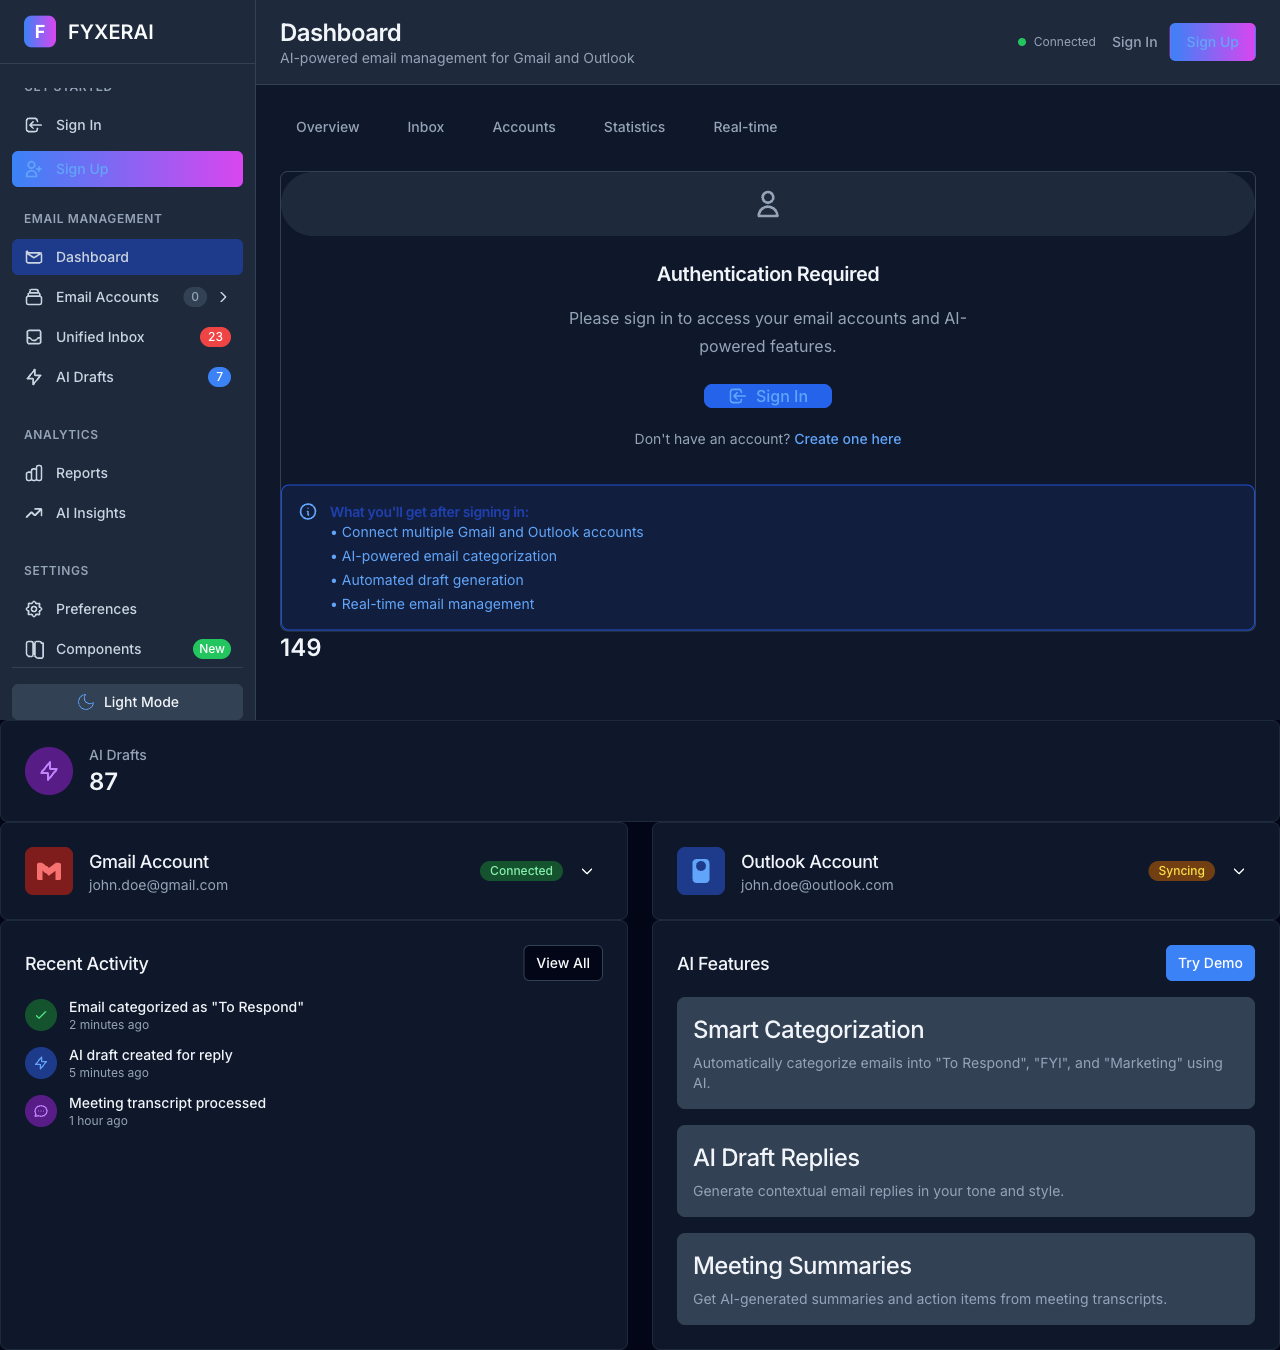 F FYXERAI
GET STARTED
Sign In
Sign Up
EMAIL MANAGEMENT
Dashboard
Email Accounts 0
Unified Inbox 23
AI Drafts 7
ANALYTICS
Reports
AI Insights
SETTINGS
Preferences
Components New
Light Mode
Dashboard
AI-powered email management for Gmail and Outlook
Connected Sign In Sign Up
Overview Inbox Accounts Statistics Real-time
Authentication Required
Please sign in to access your email accounts and AI-
powered features.
Sign In
Don't have an account? Create one here
What you'll get after signing in:
• Connect multiple Gmail and Outlook accounts
• AI-powered email categorization
• Automated draft generation
• Real-time email management
149
AI Drafts
87
Gmail Account
john.doe@gmail.com
Connected
Outlook Account
john.doe@outlook.com
Syncing
Recent Activity View All
Email categorized as "To Respond"
2 minutes ago
AI draft created for reply
5 minutes ago
Meeting transcript processed
1 hour ago
AI Features Try Demo
Smart Categorization
Automatically categorize emails into "To Respond", "FYI", and "Marketing" using
AI.
AI Draft Replies
Generate contextual email replies in your tone and style.
Meeting Summaries
Get AI-generated summaries and action items from meeting transcripts.